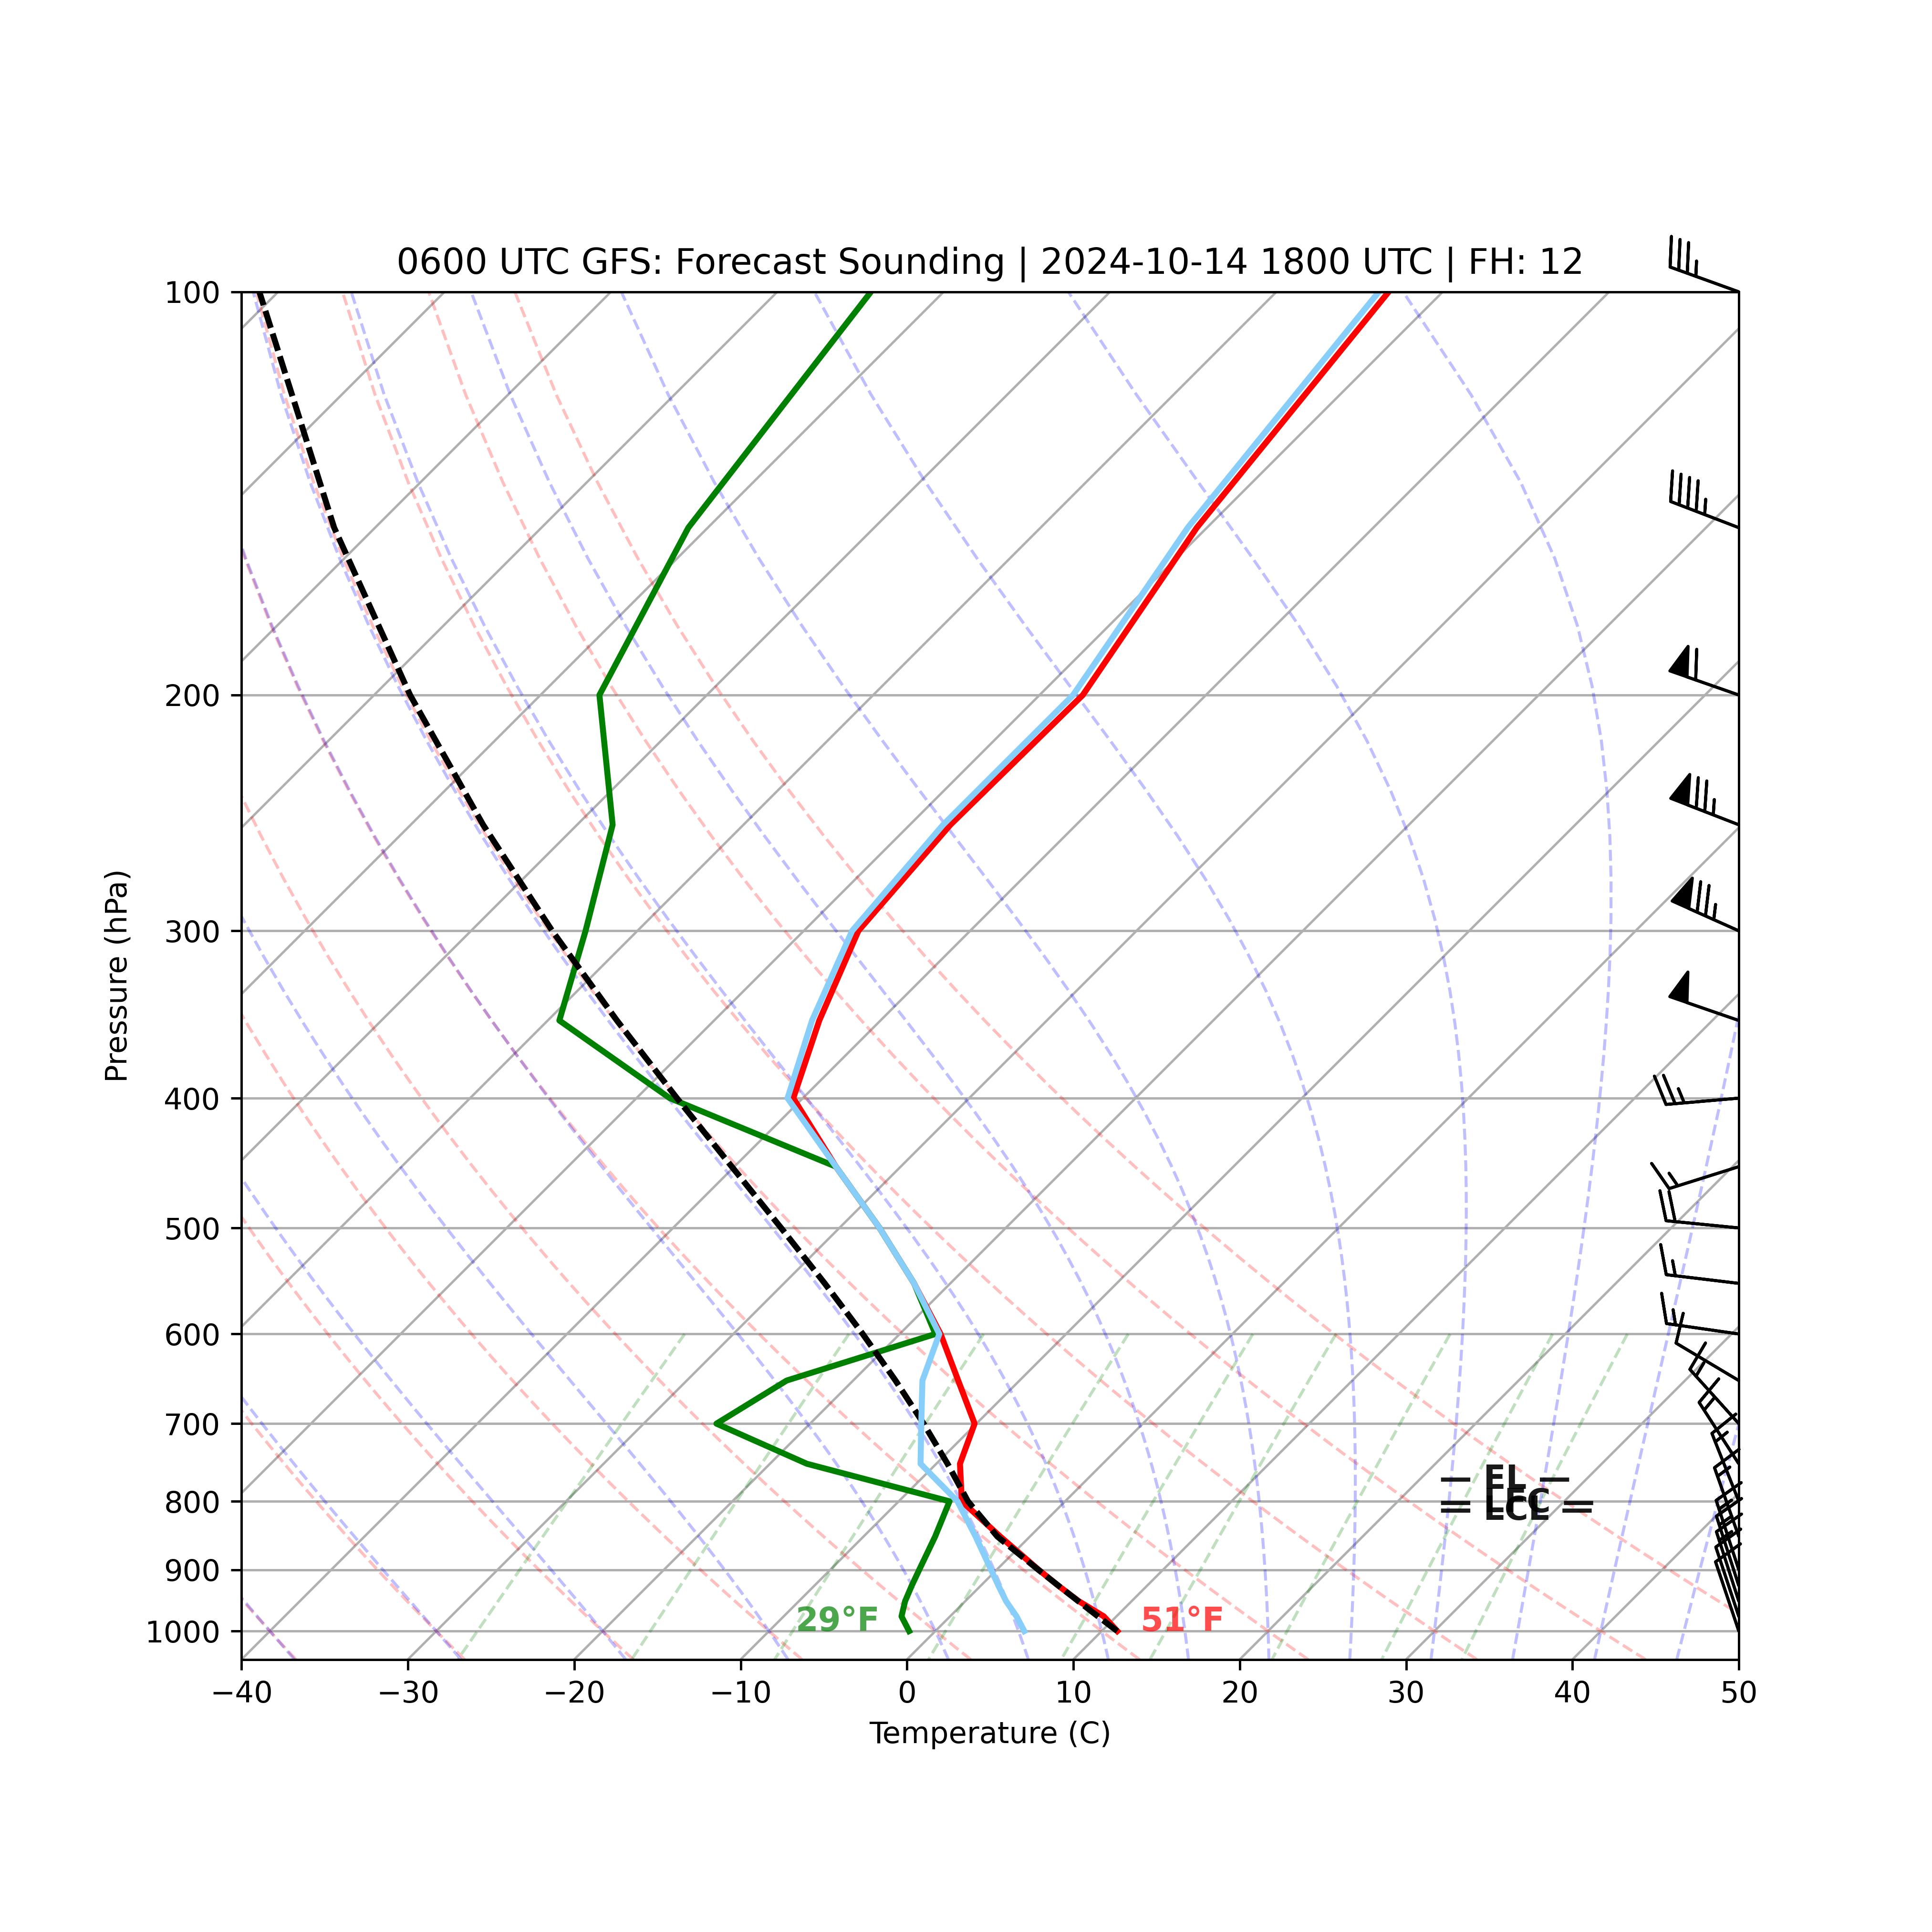 0600 UTC GFS: Forecast Sounding | 2024-10-14 1800 UTC | FH: 12
100
200
300
400
500
600
700
800
900
1000
Pressure (hPa)
— EL —
— LFC —
— LCL —
29°F
51°F
−40 −30 −20 −10 0 10 20 30 40 50
Temperature (C)